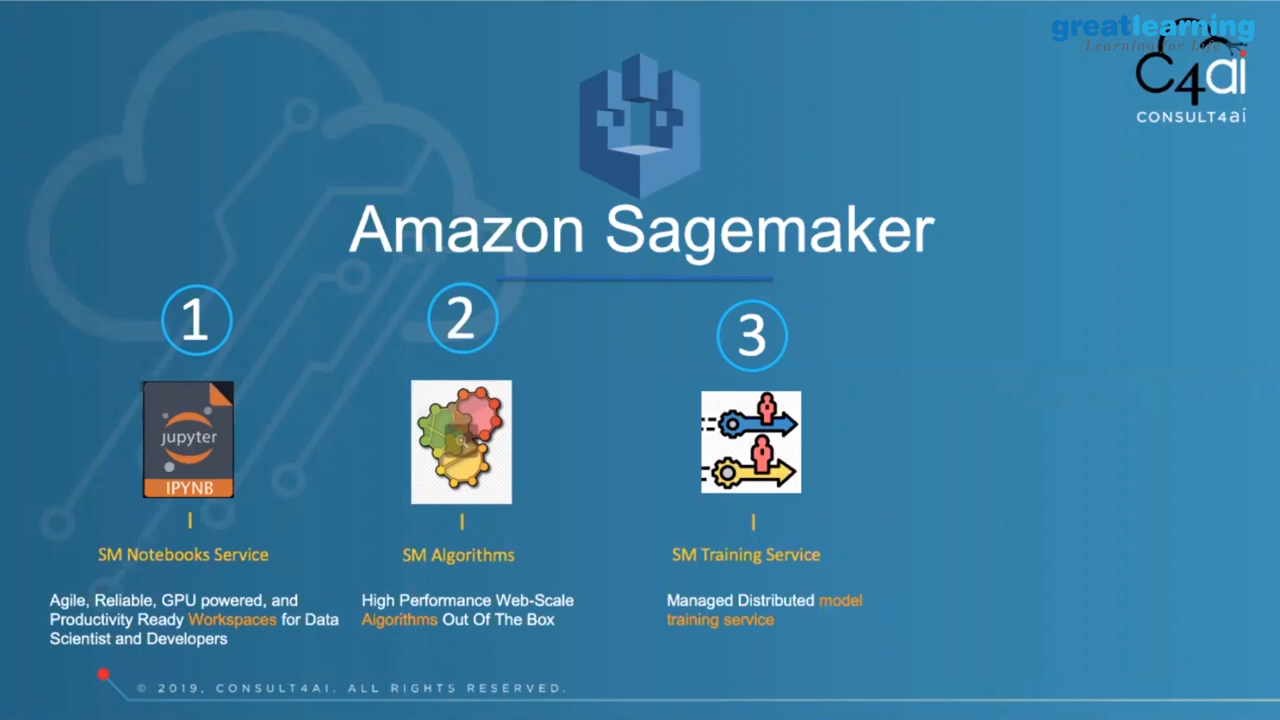 greatlearning
Learning for Life
C4ai
CONSULT4ai
Amazon Sagemaker
1
2
3
jupyter
IPYNB
SM Notebooks Service
SM Algorithms
SM Training Service
Agile, Reliable, GPU powered, and
Productivity Ready Workspaces for Data
Scientist and Developers
High Performance Web-Scale
Algorithms Out Of The Box
Managed Distributed model
training service
© 2019, CONSULT4AI. ALL RIGHTS RESERVED.